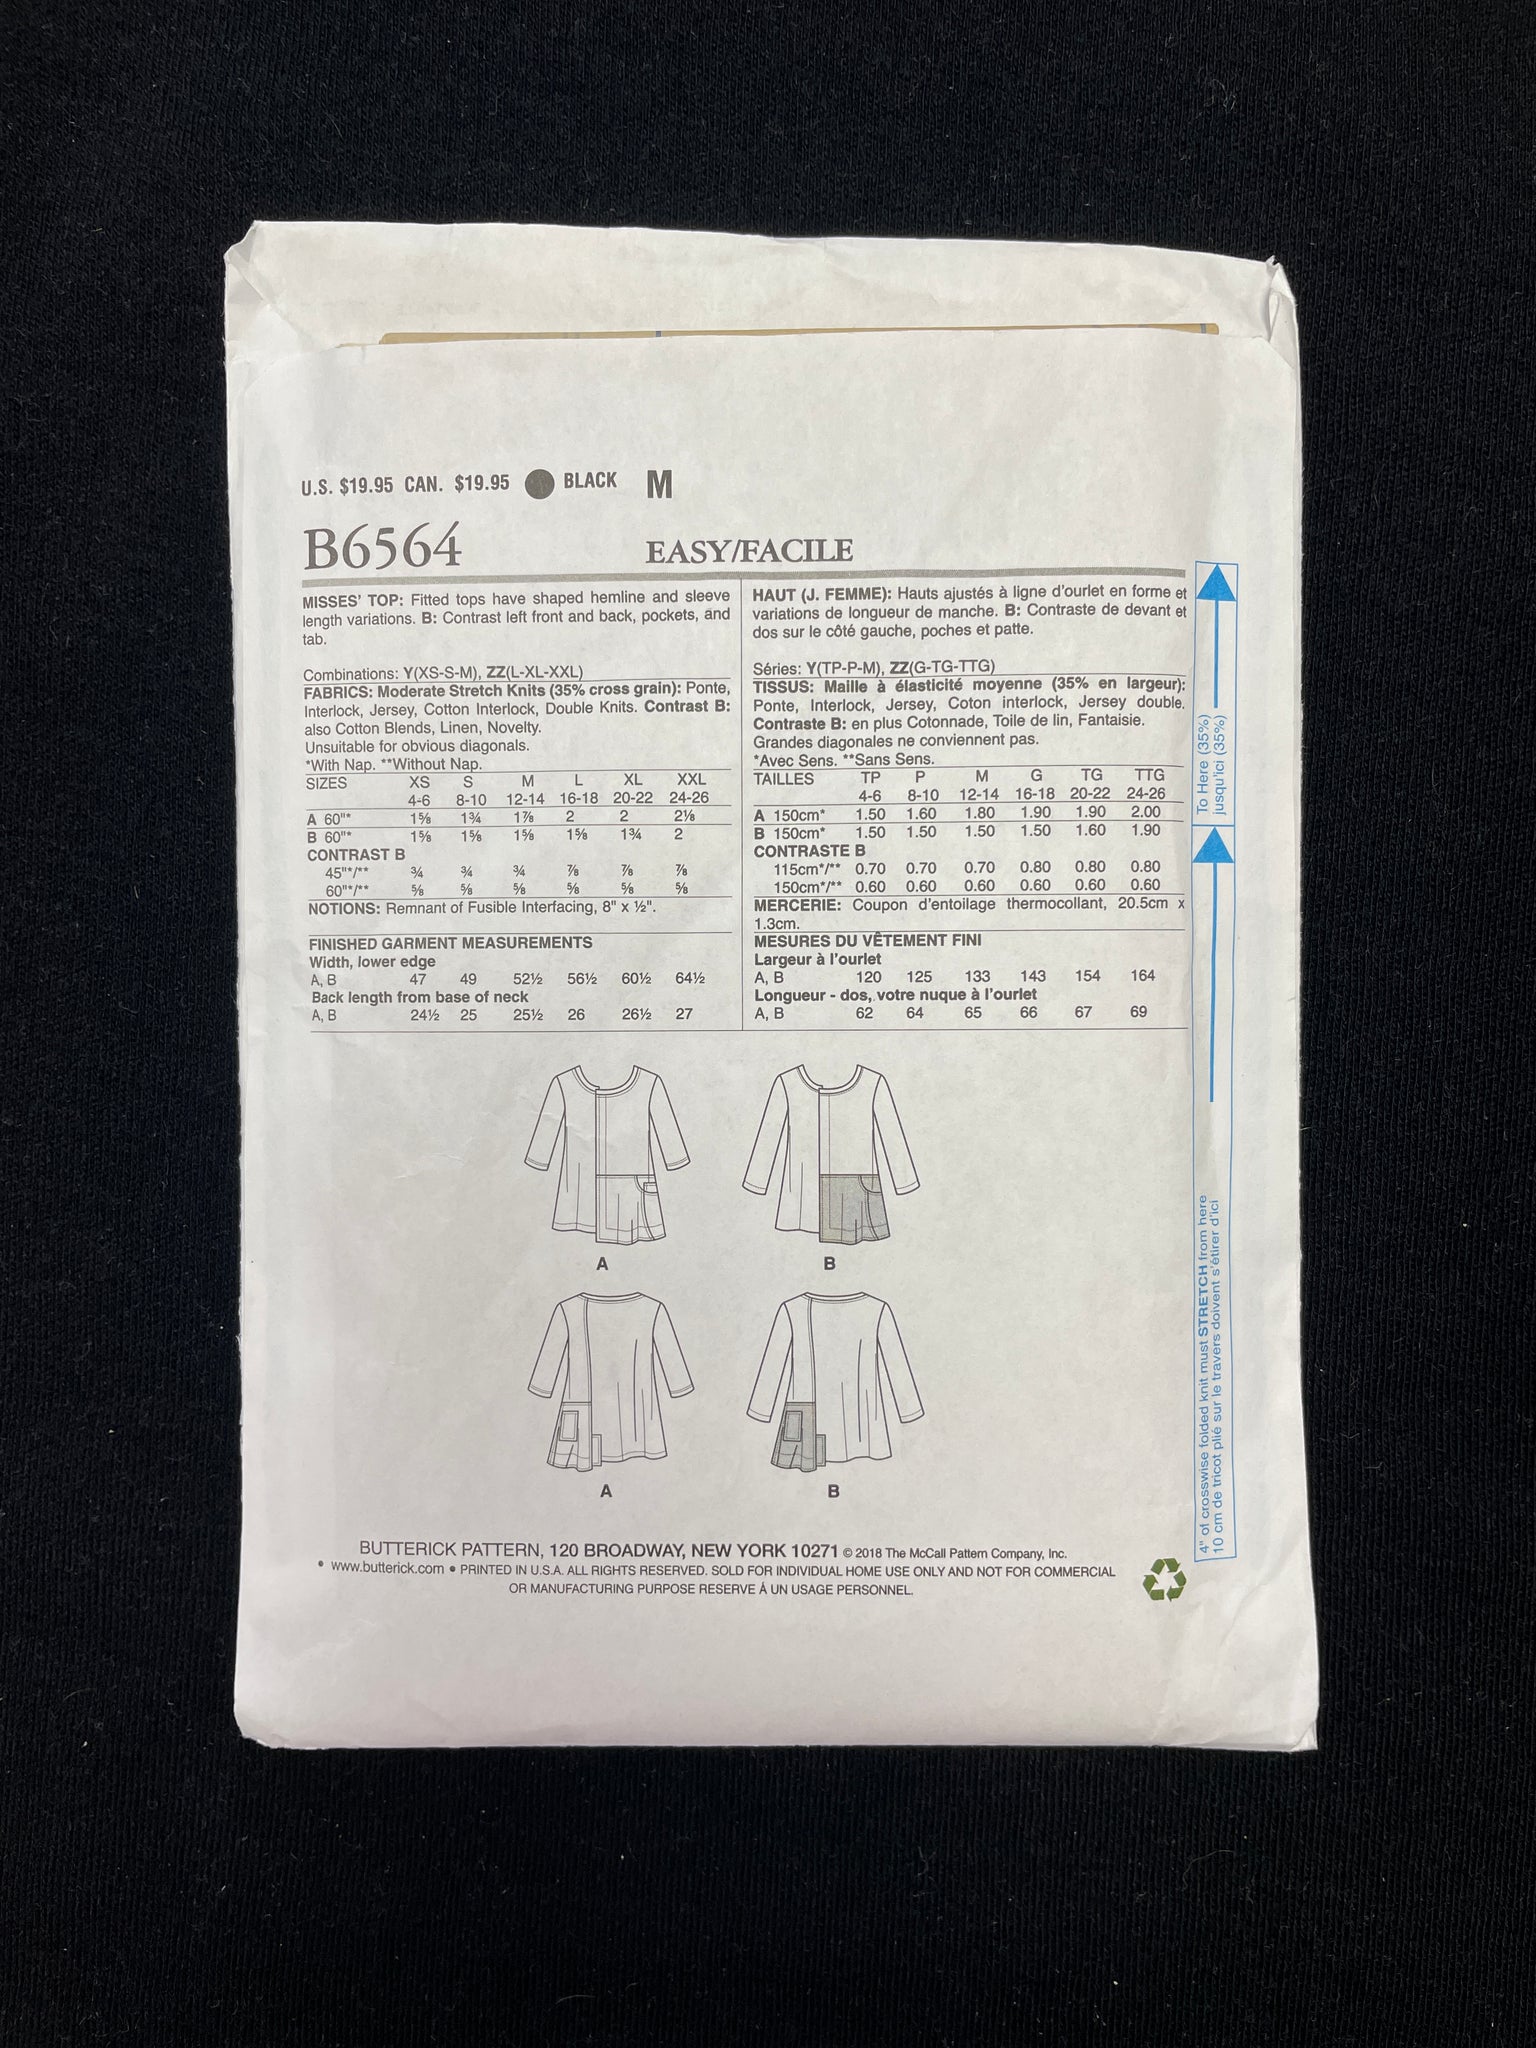 U.S. $19.95 CAN. $19.95 BLACK M
B6564 EASY/FACILE
MISSES' TOP: Fitted tops have shaped hemline and sleeve
length variations. B: Contrast left front and back, pockets, and
tab.
Combinations: Y(XS-S-M), ZZ(L-XL-XXL)
FABRICS: Moderate Stretch Knits (35% cross grain): Ponte,
Interlock, Jersey, Cotton Interlock, Double Knits. Contrast B:
also Cotton Blends, Linen, Novelty.
Unsuitable for obvious diagonals.
*With Nap. **Without Nap.
SIZES XS S M L XL XXL
4-6 8-10 12-14 16-18 20-22 24-26
A 60"* 1⅝ 1¾ 1⅞ 2 2 2⅛
B 60"* 1⅝ 1⅝ 1⅝ 1⅝ 1¾ 2
CONTRAST B
45"*/** ¾ ¾ ¾ ⅞ ⅞ ⅞
60"*/** ⅝ ⅝ ⅝ ⅝ ⅝ ⅝
NOTIONS: Remnant of Fusible Interfacing, 8" x ½".
FINISHED GARMENT MEASUREMENTS
Width, lower edge
A, B 47 49 52½ 56½ 60½ 64½
Back length from base of neck
A, B 24½ 25 25½ 26 26½ 27
HAUT (J. FEMME): Hauts ajustés à ligne d'ourlet en forme et
variations de longueur de manche. B: Contraste de devant et
dos sur le côté gauche, poches et patte.
Séries: Y(TP-P-M), ZZ(G-TG-TTG)
TISSUS: Maille à élasticité moyenne (35% en largeur):
Ponte, Interlock, Jersey, Coton interlock, Jersey double.
Contraste B: en plus Cotonnade, Toile de lin, Fantaisie.
Grandes diagonales ne conviennent pas.
*Avec Sens. **Sans Sens.
TAILLES TP P M G TG TTG
4-6 8-10 12-14 16-18 20-22 24-26
A 150cm* 1.50 1.60 1.80 1.90 1.90 2.00
B 150cm* 1.50 1.50 1.50 1.50 1.60 1.90
CONTRASTE B
115cm*/** 0.70 0.70 0.70 0.80 0.80 0.80
150cm*/** 0.60 0.60 0.60 0.60 0.60 0.60
MERCERIE: Coupon d'entoilage thermocollant, 20.5cm x
1.3cm.
MESURES DU VÊTEMENT FINI
Largeur à l'ourlet
A, B 120 125 133 143 154 164
Longueur - dos, votre nuque à l'ourlet
A, B 62 64 65 66 67 69
To Here (35%)
jusqu'ici (35%)
4" of crosswise folded knit must STRETCH from here
10 cm de tricot plié sur le travers doivent s'étirer d'ici
A B
A B
BUTTERICK PATTERN, 120 BROADWAY, NEW YORK 10271 © 2018 The McCall Pattern Company, Inc.
• www.butterick.com • PRINTED IN U.S.A. ALL RIGHTS RESERVED. SOLD FOR INDIVIDUAL HOME USE ONLY AND NOT FOR COMMERCIAL
OR MANUFACTURING PURPOSE RESERVE Á UN USAGE PERSONNEL.